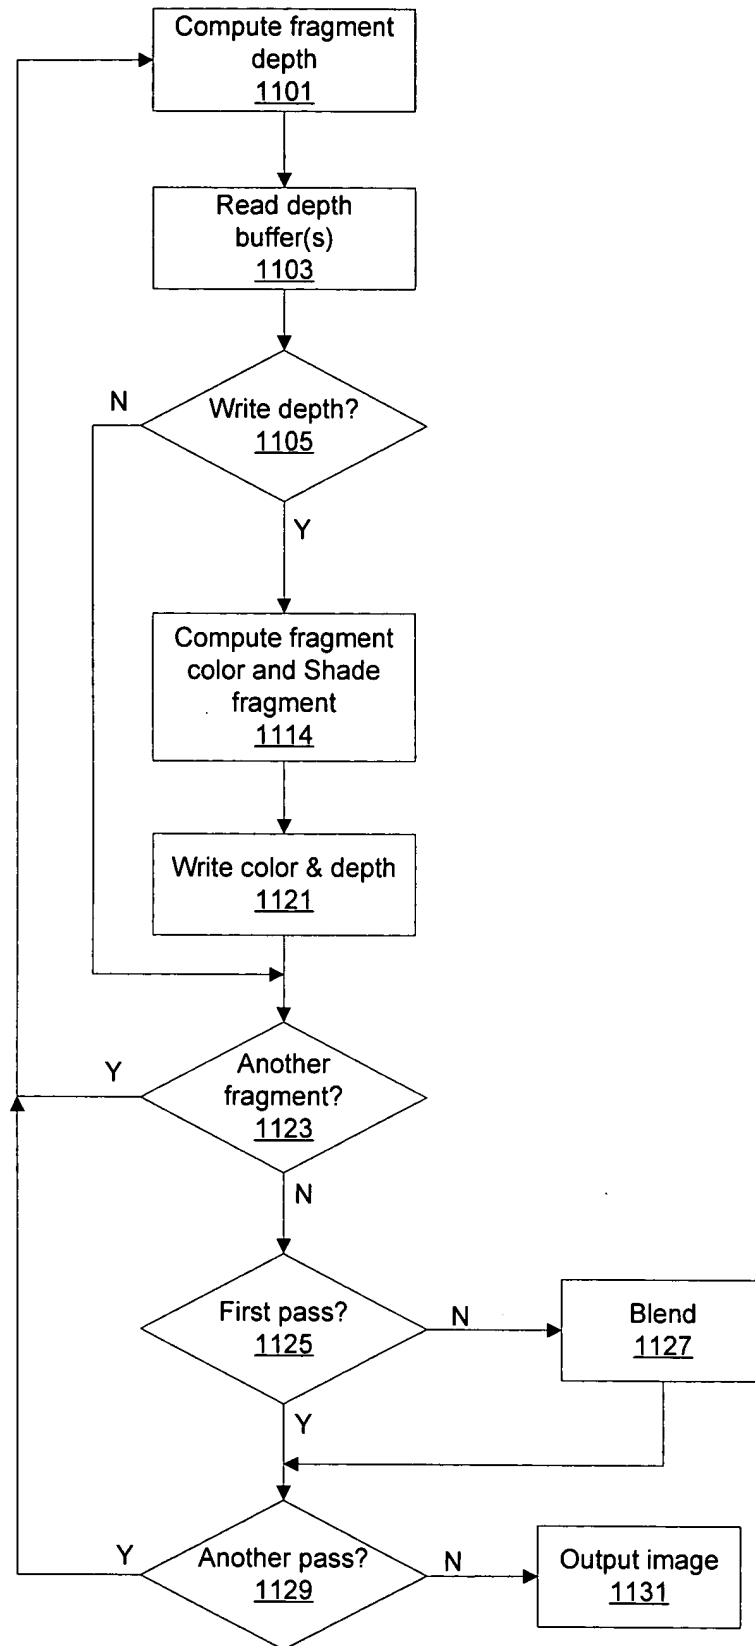 Compute fragment
depth
1101
Read depth
buffer(s)
1103
N
Write depth?
1105
Y
Compute fragment
color and Shade
fragment
1114
Write color & depth
1121
Y
Another
fragment?
1123
N
First pass?
1125
N
Blend
1127
Y
Y
Another pass?
1129
N
Output image
1131